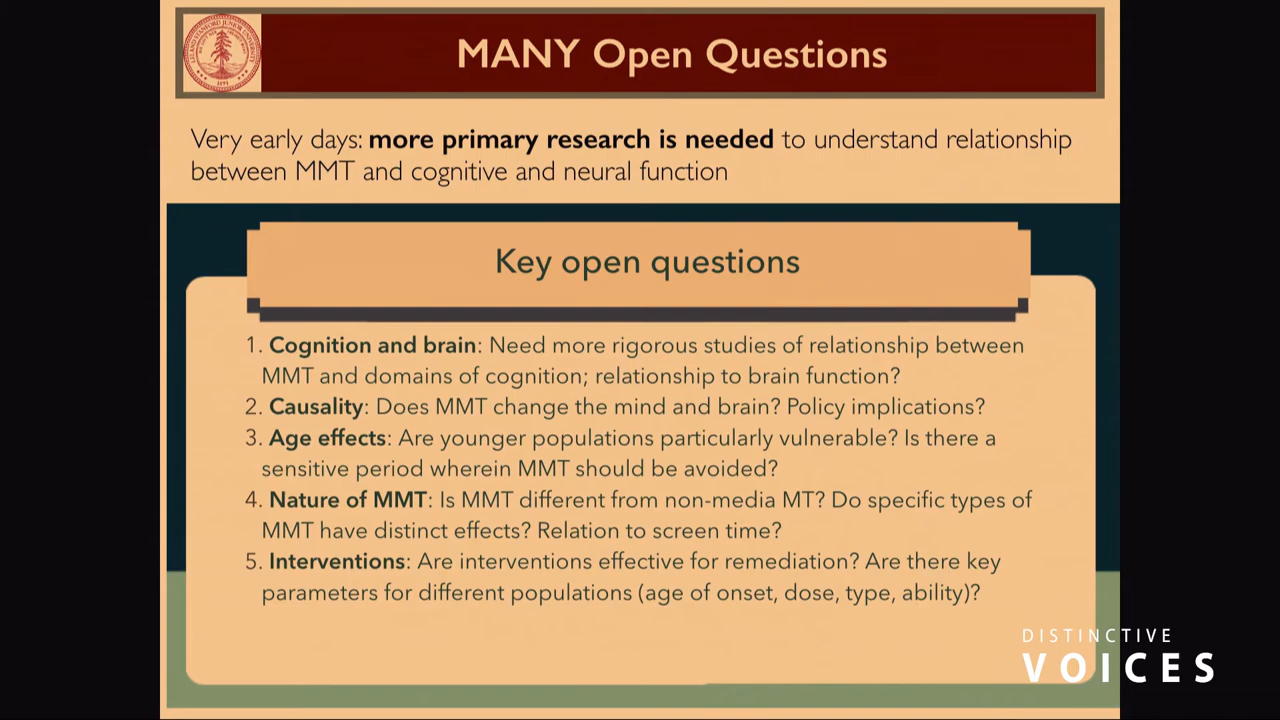 MANY Open Questions
Very early days: more primary research is needed to understand relationship
between MMT and cognitive and neural function
Key open questions
1. Cognition and brain: Need more rigorous studies of relationship between
MMT and domains of cognition; relationship to brain function?
2. Causality: Does MMT change the mind and brain? Policy implications?
3. Age effects: Are younger populations particularly vulnerable? Is there a
sensitive period wherein MMT should be avoided?
4. Nature of MMT: Is MMT different from non-media MT? Do specific types of
MMT have distinct effects? Relation to screen time?
5. Interventions: Are interventions effective for remediation? Are there key
parameters for different populations (age of onset, dose, type, ability)?
DISTINCTIVE
VOICES